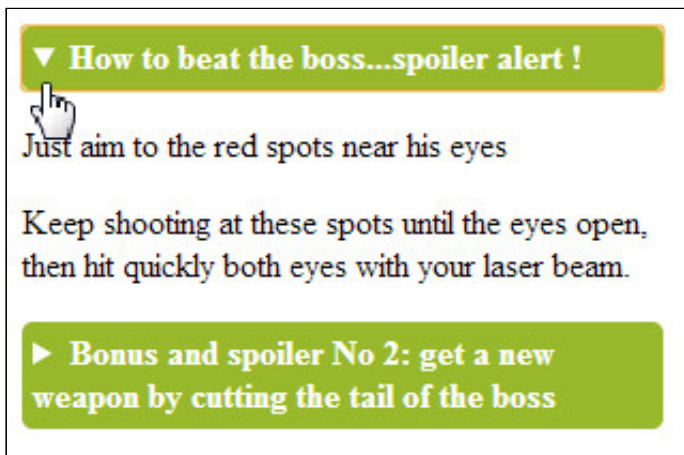 How to beat the boss...spoiler alert !
Just aim to the red spots near his eyes
Keep shooting at these spots until the eyes open,
then hit quickly both eyes with your laser beam.
Bonus and spoiler No 2: get a new
weapon by cutting the tail of the boss